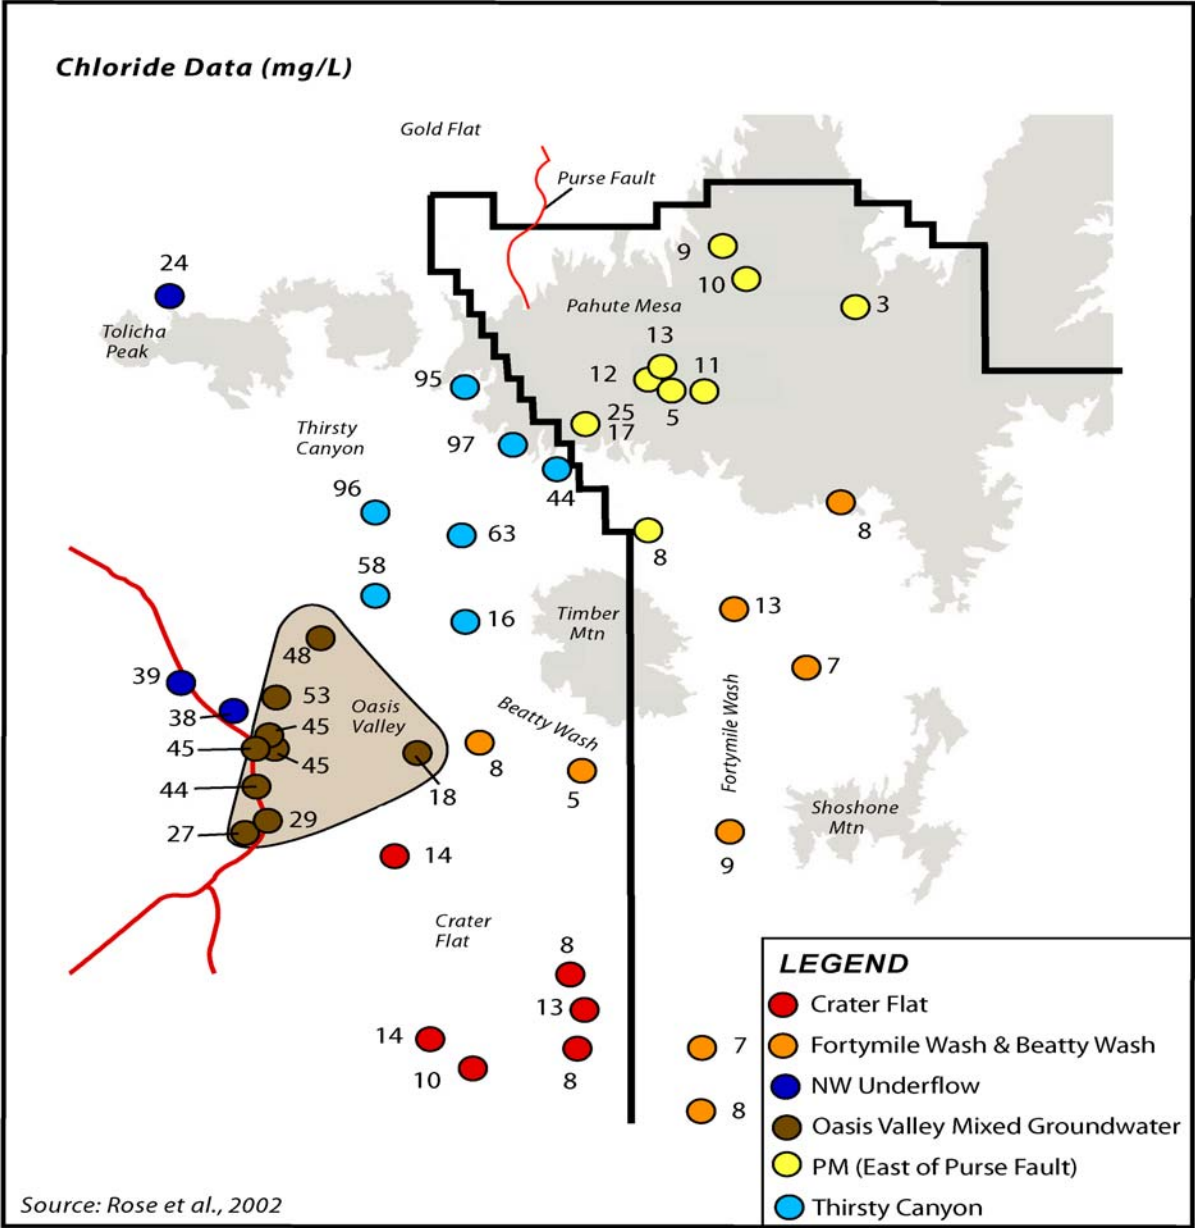 Chloride Data (mg/L)
Gold Flat
Purse Fault
9
10
24
3
Pahute Mesa
Tolicha
Peak
13
11
12
95
5
25
17
Thirsty
Canyon
97
44
96
63
8
8
58
13
16
Timber
Mtn
48
7
39
53
Oasis
Valley
38
45
Beatty Wash
Fortymile Wash
45
45
8
44
18
5
Shoshone
Mtn
27
29
14
9
Crater
Flat
8
13
14
10
8
7
8
LEGEND
Crater Flat
Fortymile Wash & Beatty Wash
NW Underflow
Oasis Valley Mixed Groundwater
PM (East of Purse Fault)
Thirsty Canyon
Source: Rose et al., 2002